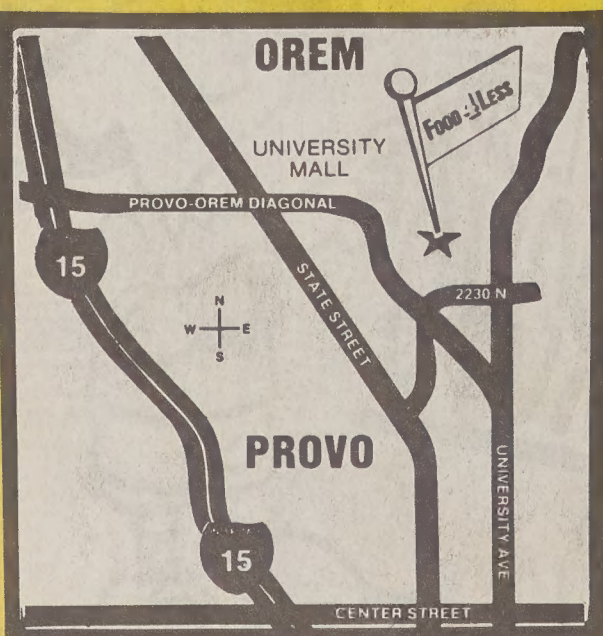 OREM
FOOD 4 LESS
UNIVERSITY
MALL
PROVO-OREM DIAGONAL
15
STATE STREET
2230 N
N
W E
S
PROVO
UNIVERSITY AVE
15
CENTER STREET